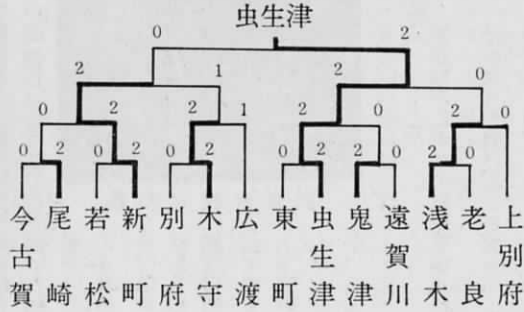 虫生津
0 2
2 1 2 0
0 2 2 1 2 0 2 0
0 2 0 2 0 2 0 2 2 0 2 0
今古賀
尾崎
若松
新町
別府
木守
広渡
東町
虫生津
鬼津
遠賀川
浅木
老良
上別府